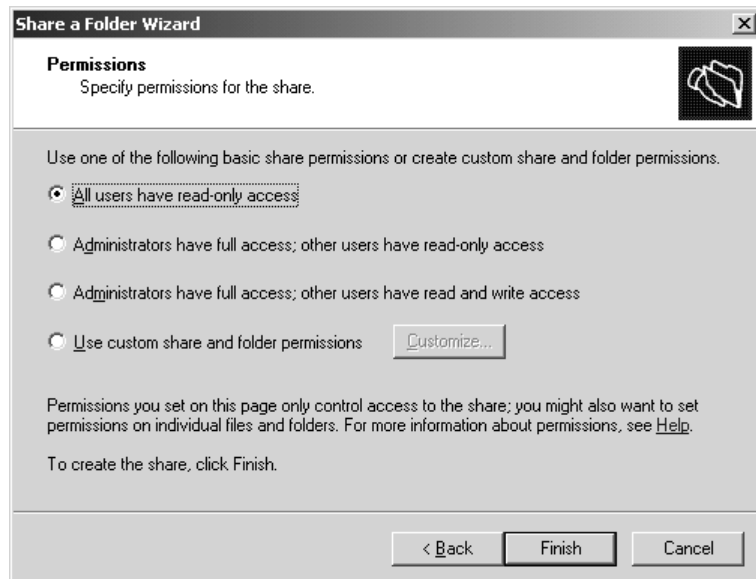 Share a Folder Wizard
Permissions
Specify permissions for the share.
Use one of the following basic share permissions or create custom share and folder permissions.
All users have read-only access
Administrators have full access; other users have read-only access
Administrators have full access; other users have read and write access
Use custom share and folder permissions Customize...
Permissions you set on this page only control access to the share; you might also want to set
permissions on individual files and folders. For more information about permissions, see Help.
To create the share, click Finish.
< Back Finish Cancel